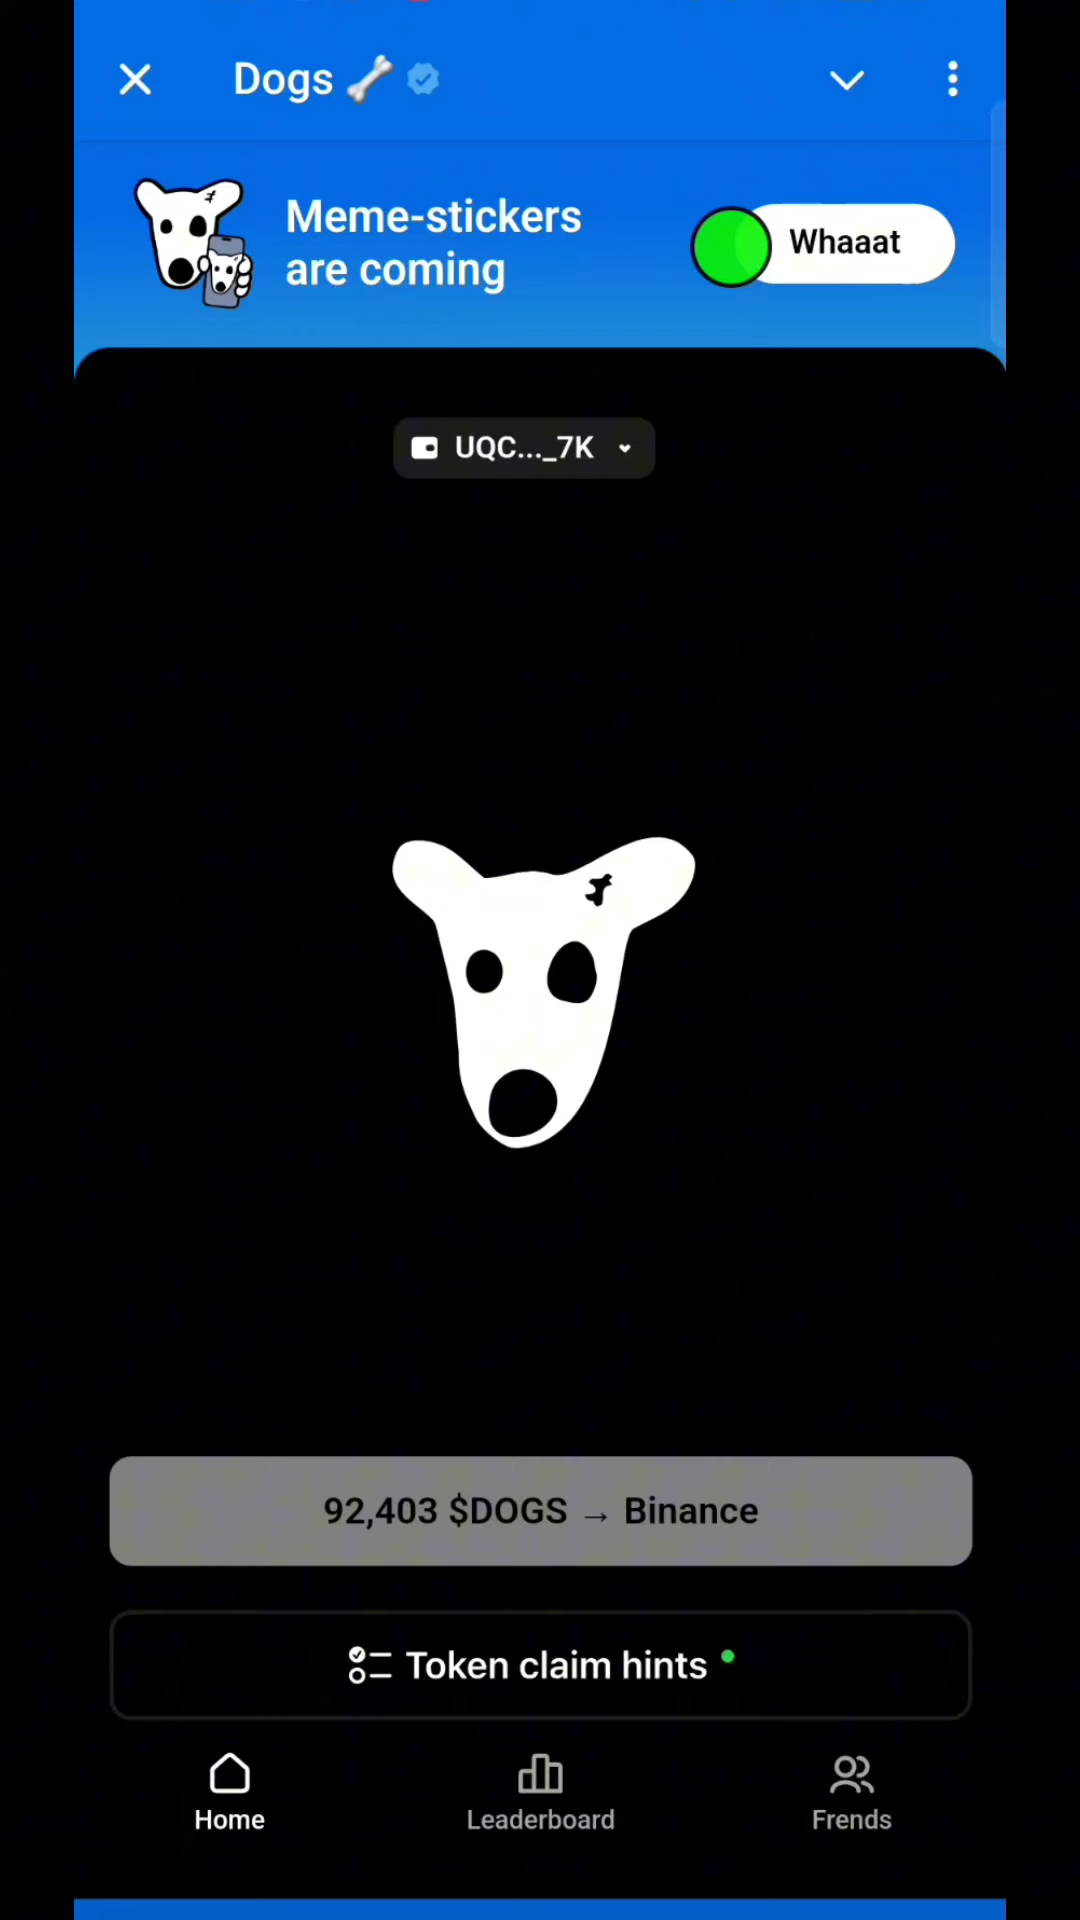 Dogs 🦴
Meme-stickers
are coming
Whaaat
UQC..._7K
92,403 $DOGS → Binance
Token claim hints
Home
Leaderboard
Frends